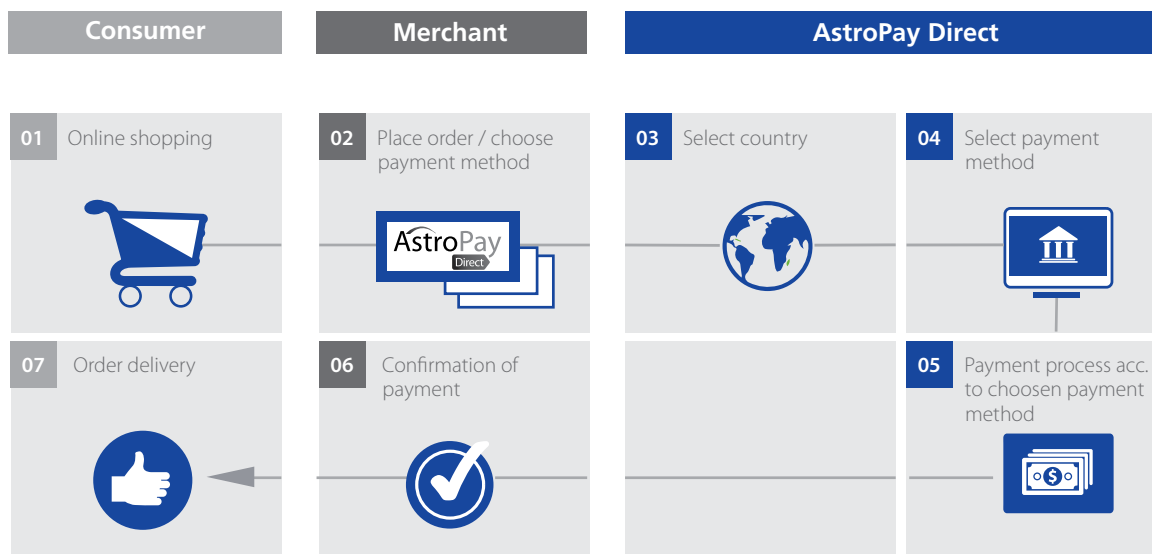 Consumer
Merchant
AstroPay Direct
01
Online shopping
02
Place order / choose
payment method
AstroPay
Direct
03
Select country
04
Select payment
method
07
Order delivery
06
Confirmation of
payment
05
Payment process acc.
to choosen payment
method
$